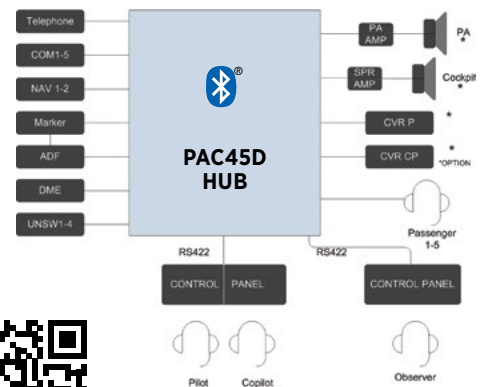 Telephone
COM1-5
NAV 1-2
Marker
ADF
DME
UNSW1-4
®
PAC45D
HUB
PA
AMP
PA
*
SPR
AMP
Cockpit
*
CVR P
*
CVR CP
*
*OPTION
Passenger
1-5
RS422
RS422
CONTROL PANEL
CONTROL PANEL
Pilot
Copilot
Observer